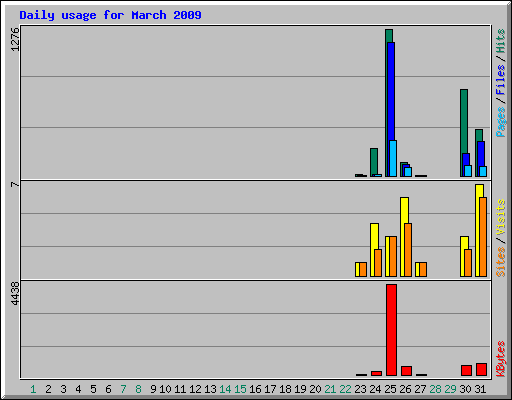 Daily usage for March 2009
1276
Pages / Files / Hits
7
Sites / Visits
4438
KBytes
1 2 3 4 5 6 7 8 9 10 11 12 13 14 15 16 17 18 19 20 21 22 23 24 25 26 27 28 29 30 31